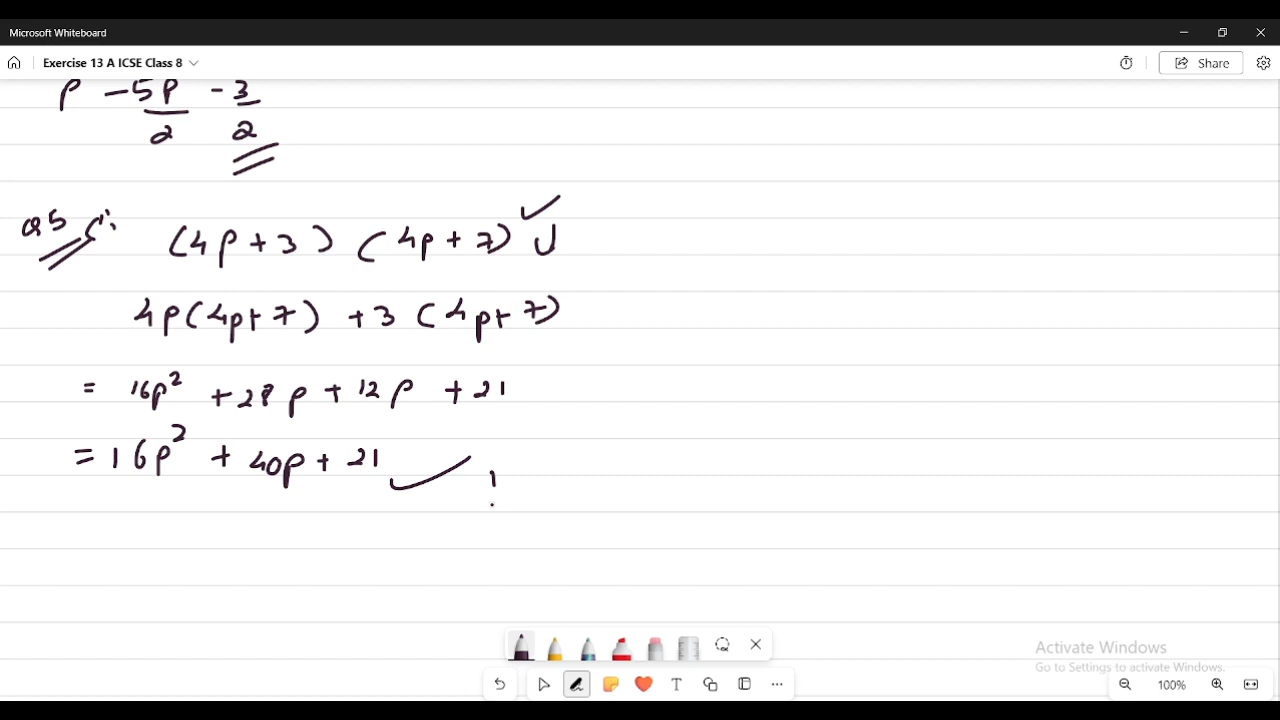 Microsoft Whiteboard
Exercise 13 A ICSE Class 8
Share
p - 5p/2 - 3/2
Q5 (i)
(4p + 3) (4p + 7)
4p(4p+7) + 3 (4p+7)
= 16p² + 28p + 12p + 21
= 16p² + 40p + 21
Activate Windows
Go to Settings to activate Windows.
100%